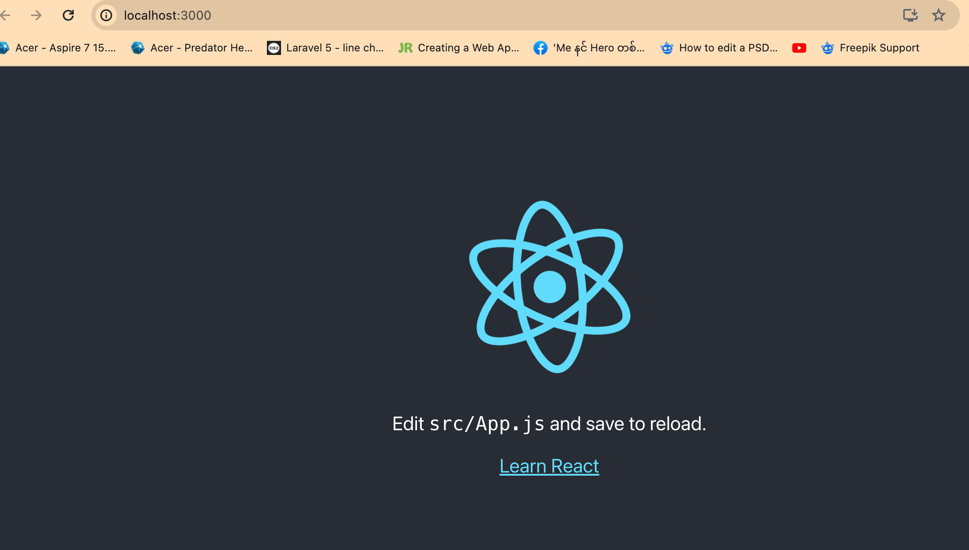 localhost:3000
Acer - Aspire 7 15.... Acer - Predator He... Laravel 5 - line ch... JR Creating a Web Ap... 'Me နှင့် Hero တစ်... How to edit a PSD... Freepik Support
Edit src/App.js and save to reload.
Learn React